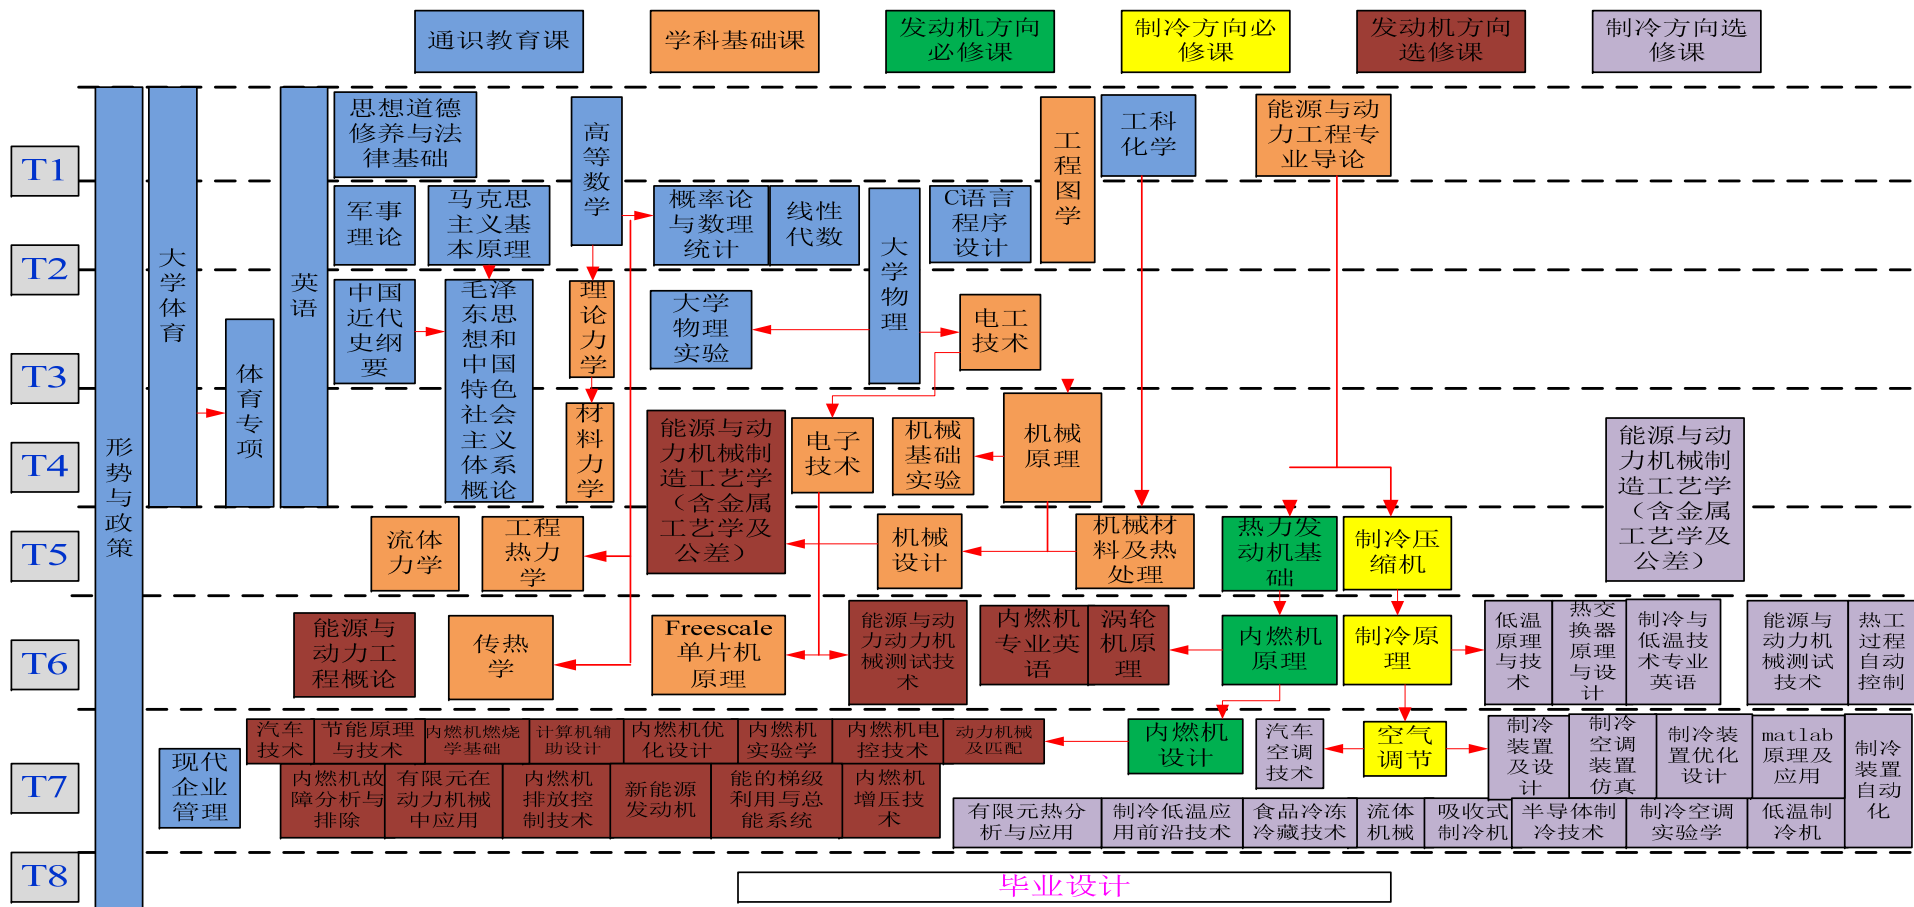 通识教育课
学科基础课
发动机方向
必修课
制冷方向必
修课
发动机方向
选修课
制冷方向选
修课
T1
T2
T3
T4
T5
T6
T7
T8
形势与政策
大学体育
体育专项
英语
思想道德
修养与法
律基础
高等数学
工程图学
工科
化学
能源与动
力工程专
业导论
军事
理论
马克思
主义基
本原理
概率论
与数理
统计
线性
代数
大学物理
C语言
程序
设计
中国
近代
史纲
要
毛泽
东思
想和
中国
特色
社会
主义
体系
概论
理论力学
大学
物理
实验
电工
技术
材料力学
能源与动
力机械制
造工艺学
（含金属
工艺学及
公差）
电子
技术
机械
基础
实验
机械
原理
能源与动
力机械制
造工艺学
（含金属
工艺学及
公差）
流体
力学
工程
热力
学
机械
设计
机械材
料及热
处理
热力发
动机基
础
制冷压
缩机
能源与
动力工
程概论
传热
学
Freescale
单片机
原理
能源与动
力动力机
械测试技
术
内燃机
专业英
语
涡轮
机原
理
内燃机
原理
制冷原
理
低温
原理
与技
术
热交
换器
原理
与设
计
制冷与
低温技
术专业
英语
能源与
动力机
械测试
技术
热工
过程
自动
控制
现代
企业
管理
汽车
技术
节能原理
与技术
内燃机燃烧
学基础
计算机辅
助设计
内燃机优
化设计
内燃机
实验学
内燃机电
控技术
动力机械
及匹配
内燃机
设计
汽车
空调
技术
空气
调节
制冷
装置
及设
计
制冷
空调
装置
仿真
制冷装
置优化
设计
matlab
原理及
应用
制冷
装置
自动
化
内燃机故
障分析与
排除
有限元在
动力机械
中应用
内燃机
排放控
制技术
新能源
发动机
能的梯级
利用与总
能系统
内燃机
增压技
术
有限元热分
析与应用
制冷低温应
用前沿技术
食品冷冻
冷藏技术
流体
机械
吸收式
制冷机
半导体制
冷技术
制冷空调
实验学
低温制
冷机
毕业设计